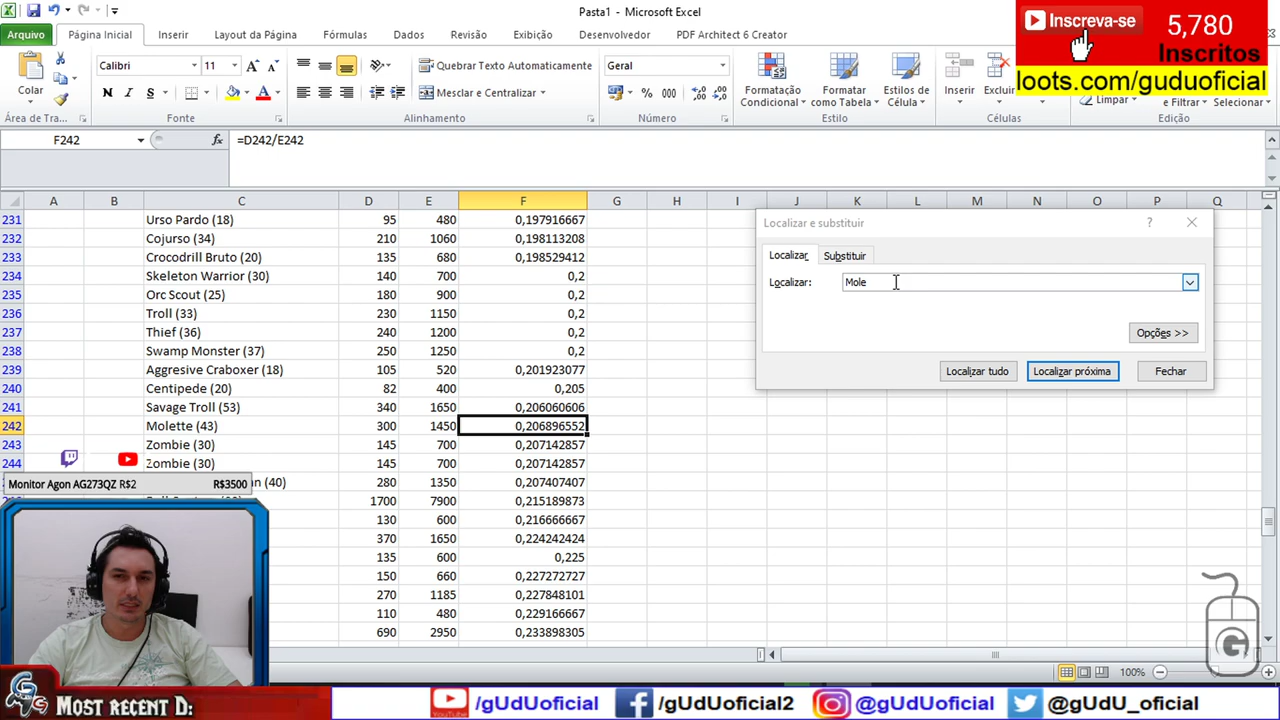 Pasta1 - Microsoft Excel
Arquivo Página Inicial Inserir Layout da Página Fórmulas Dados Revisão Exibição Desenvolvedor PDF Architect 6 Creator
Inscreva-se 5,780
Inscritos
loots.com/guduoficial
Colar
Calibri 11
N I S
Quebrar Texto Automaticamente
Mesclar e Centralizar
Geral
% 000
Formatação Condicional
Formatar como Tabela
Estilos de Célula
Inserir
Excluir
Limpar
e Filtrar Selecionar
Área de Tra... Fonte Alinhamento Número Estilo Células Edição
F242 fx =D242/E242
A B C D E F G H I J K L M N O P Q
231 Urso Pardo (18) 95 480 0,197916667
232 Cojurso (34) 210 1060 0,198113208
233 Crocodrill Bruto (20) 135 680 0,198529412
234 Skeleton Warrior (30) 140 700 0,2
235 Orc Scout (25) 140 700 0,2
236 Troll (33) 230 1150 0,2
237 Thief (36) 240 1200 0,2
238 Swamp Monster (37) 250 1250 0,2
239 Aggresive Craboxer (18) 105 520 0,201923077
240 Centipede (20) 82 400 0,205
241 Savage Troll (53) 340 1650 0,206060606
242 Molette (43) 300 1450 0,206896552
243 Zombie (30) 145 700 0,207142857
244 Zombie (30) 145 700 0,207142857
(40) 280 1350 0,207407407
1700 7900 0,215189873
130 600 0,216666667
370 1650 0,224242424
135 600 0,225
150 660 0,227272727
270 1185 0,227848101
110 480 0,229166667
690 2950 0,233898305
Localizar e substituir
Localizar Substituir
Localizar: Mole
Opções >>
Localizar tudo Localizar próxima Fechar
Monitor Agon AG273QZ R$2 R$3500
100%
G
Most recent D:
/gUdUoficial /gUdUoficial2 @gUdUoficial @gUdU_oficial